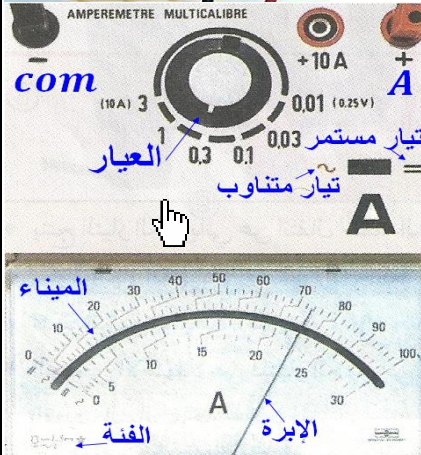 AMPEREMETRE MULTICALIBRE
com - +10A + A
(10A) 3 0,01 (0.25V)
1 0,3 0.1 0,03
العيار
تيار مستمر =
تيار متناوب ~
A
الميناء
0 10 20 30 40 50 60 70 80 90 100
0 5 10 15 20 25 30
A
الإبرة
الفئة